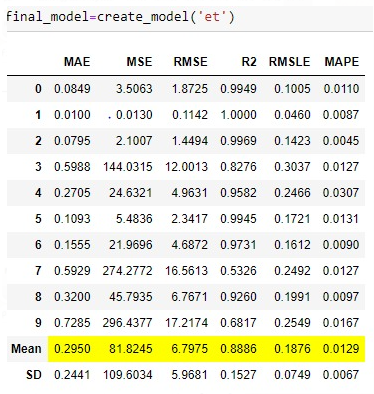 final_model=create_model('et')
MAE MSE RMSE R2 RMSLE MAPE
0 0.0849 3.5063 1.8725 0.9949 0.1005 0.0110
1 0.0100 0.0130 0.1142 1.0000 0.0460 0.0087
2 0.0795 2.1007 1.4494 0.9969 0.1423 0.0045
3 0.5988 144.0315 12.0013 0.8276 0.3037 0.0127
4 0.2705 24.6321 4.9631 0.9582 0.2466 0.0307
5 0.1093 5.4836 2.3417 0.9945 0.1721 0.0131
6 0.1555 21.9696 4.6872 0.9731 0.1612 0.0090
7 0.5929 274.2772 16.5613 0.5326 0.2492 0.0127
8 0.3200 45.7935 6.7671 0.9260 0.1991 0.0097
9 0.7285 296.4377 17.2174 0.6817 0.2549 0.0167
Mean 0.2950 81.8245 6.7975 0.8886 0.1876 0.0129
SD 0.2441 109.6034 5.9681 0.1527 0.0749 0.0067